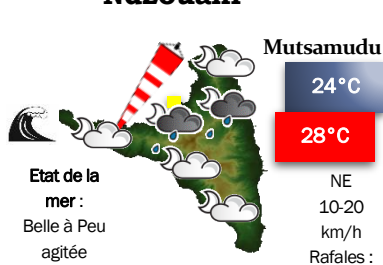 Mutsamudu
24°C
28°C
Etat de la
mer :
Belle à Peu
agitée
NE
10-20
km/h
Rafales :